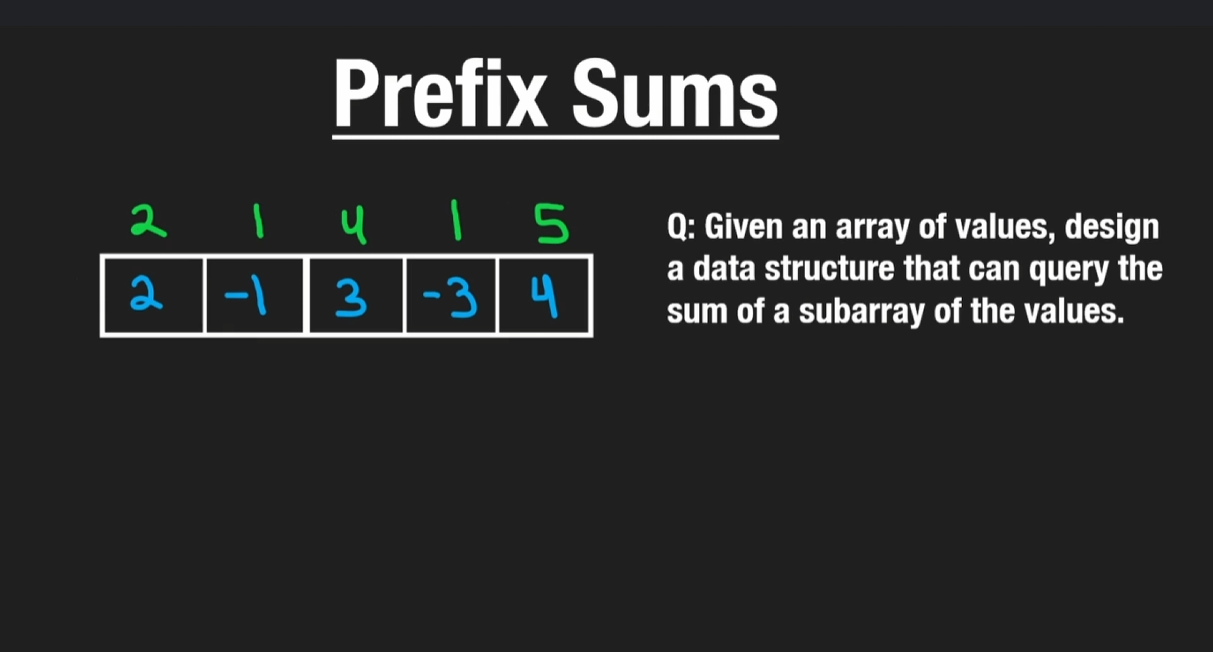 Prefix Sums
2 1 4 1 5
2 -1 3 -3 4
Q: Given an array of values, design
a data structure that can query the
sum of a subarray of the values.